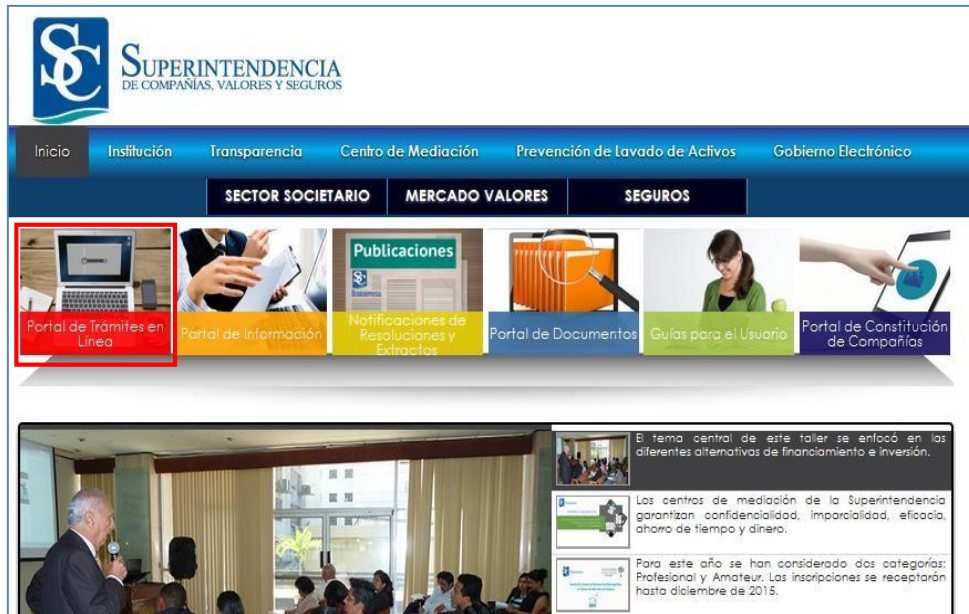 SC
SUPERINTENDENCIA
DE COMPAÑÍAS, VALORES Y SEGUROS
Inicio Institución Transparencia Centro de Mediación Prevención de Lavado de Activos Gobierno Electrónico
SECTOR SOCIETARIO MERCADO VALORES SEGUROS
Publicaciones
Portal de Trámites en
Línea
Portal de Información
Notificaciones de
Resoluciones y
Extractos
Portal de Documentos
Guías para el Usuario
Portal de Constitución
de Compañías
El tema central de este taller se enfocó en las
diferentes alternativas de financiamiento e inversión.
Los centros de mediación de la Superintendencia
garantizan confidencialidad, imparcialidad, eficacia,
ahorro de tiempo y dinero.
Para este año se han considerado dos categorías:
Profesional y Amateur. Las inscripciones se receptarán
hasta diciembre de 2015.